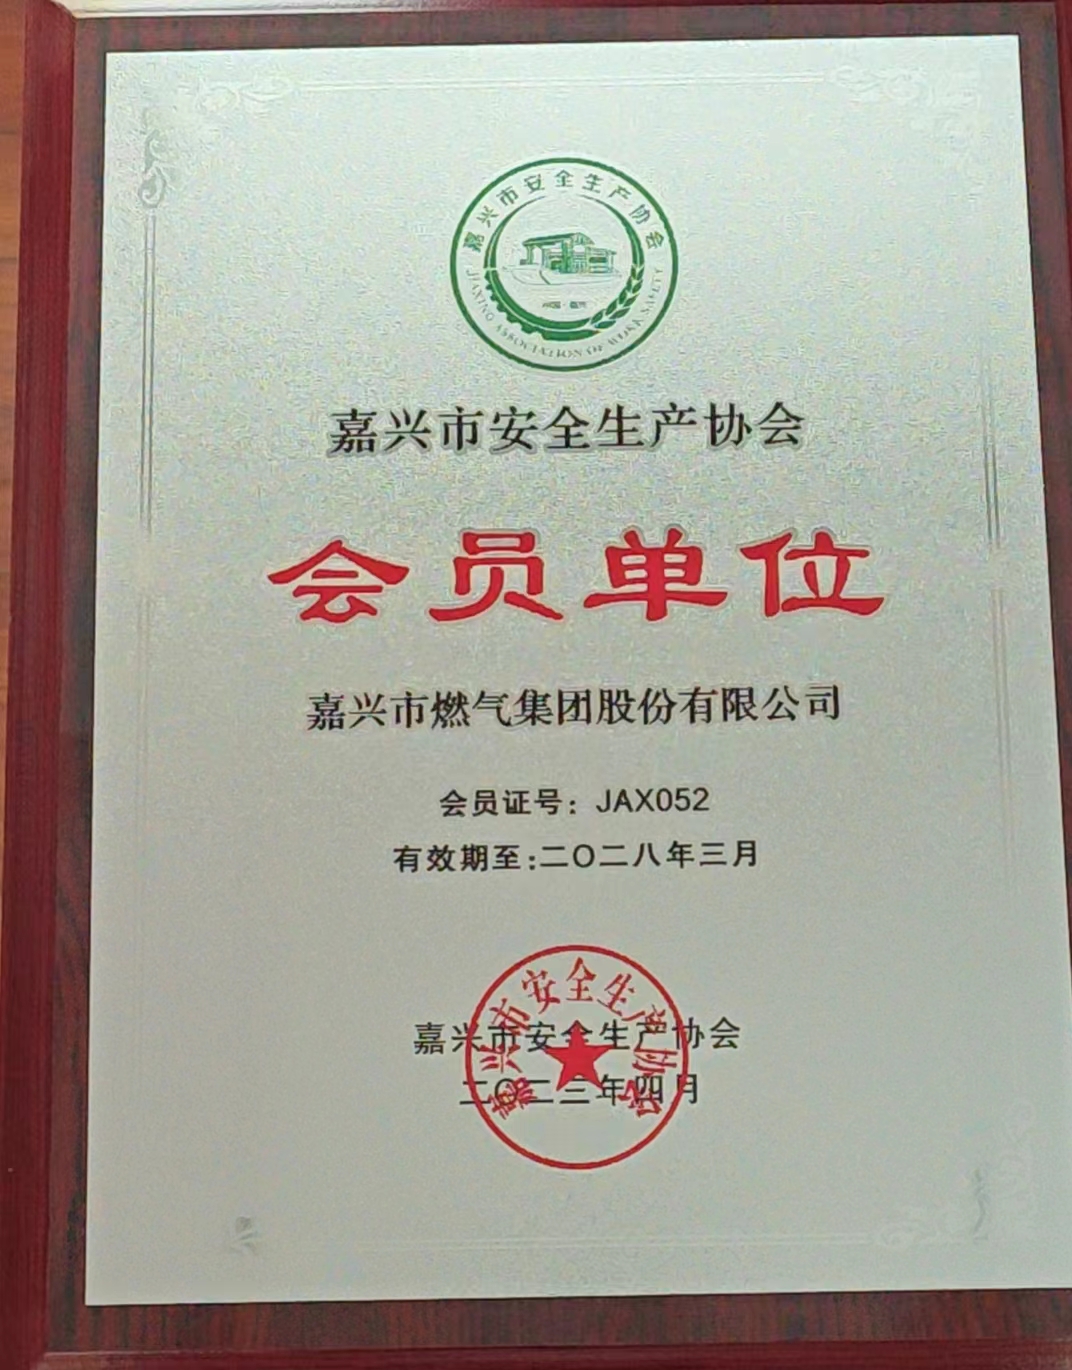 嘉兴市安全生产协会
JIAXING ASSOCIATION OF WORK SAFETY
嘉兴市安全生产协会
会员单位
嘉兴市燃气集团股份有限公司
会员证号：JAX052
有效期至:二〇二八年三月
嘉兴市安全生产协会
二〇二三年四月
嘉兴市安全生产协会